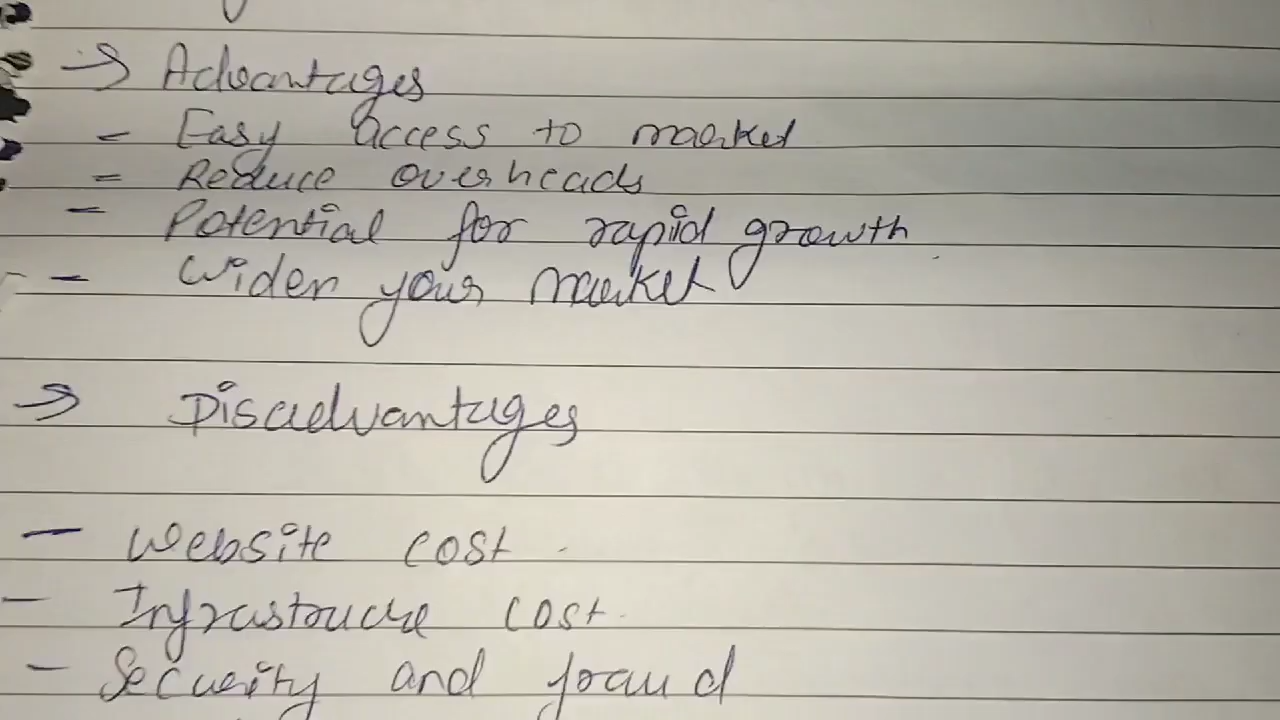 → Advantages
- Easy access to market
= Reduce overheads
- Potential for rapid growth
- Widen your market
→ Disadvantages
- Website cost
- Infrastrucre cost
- Security and fraud